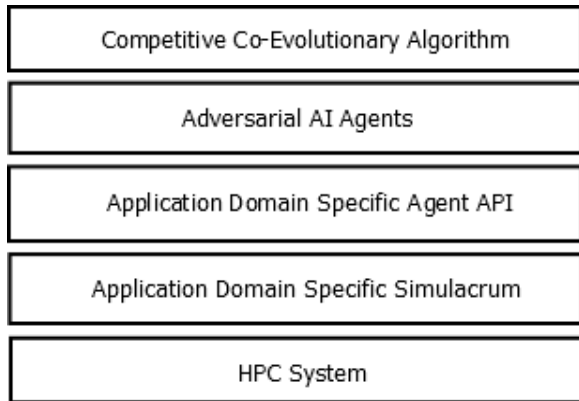 Competitive Co-Evolutionary Algorithm
Adversarial AI Agents
Application Domain Specific Agent API
Application Domain Specific Simulacrum
HPC System